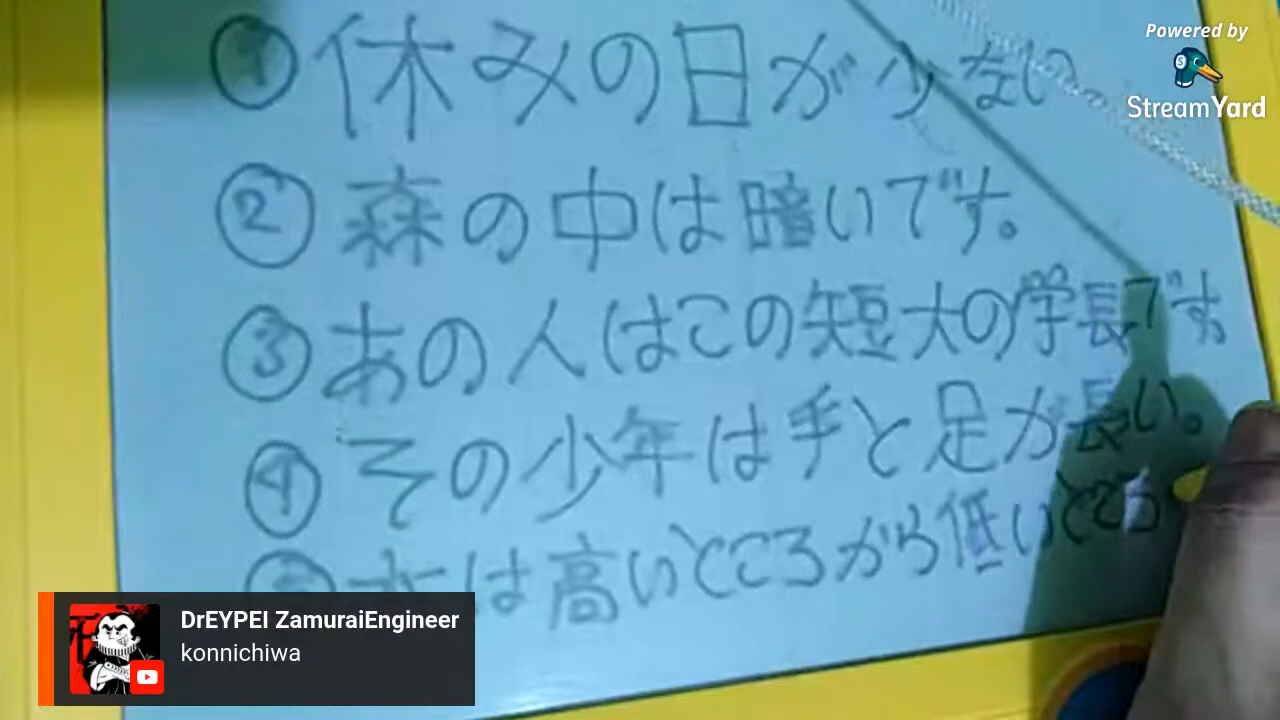 Powered by
StreamYard
① 休みの日が少ない
② 森の中は暗いです。
③ あの人はこの短大の学長です
④ その少年は手と足が長い。
⑤ 水は高いところから低いところ
DrEYPEI ZamuraiEngineer
konnichiwa